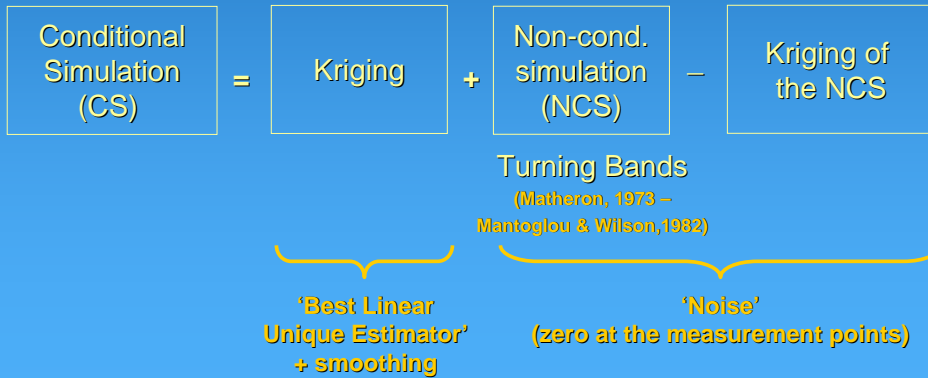 Conditional
Simulation
(CS)
=
Kriging
+
Non-cond.
simulation
(NCS)
–
Kriging of
the NCS
Turning Bands
(Matheron, 1973 –
Mantoglou & Wilson,1982)
‘Best Linear
Unique Estimator’
+ smoothing
‘Noise’
(zero at the measurement points)